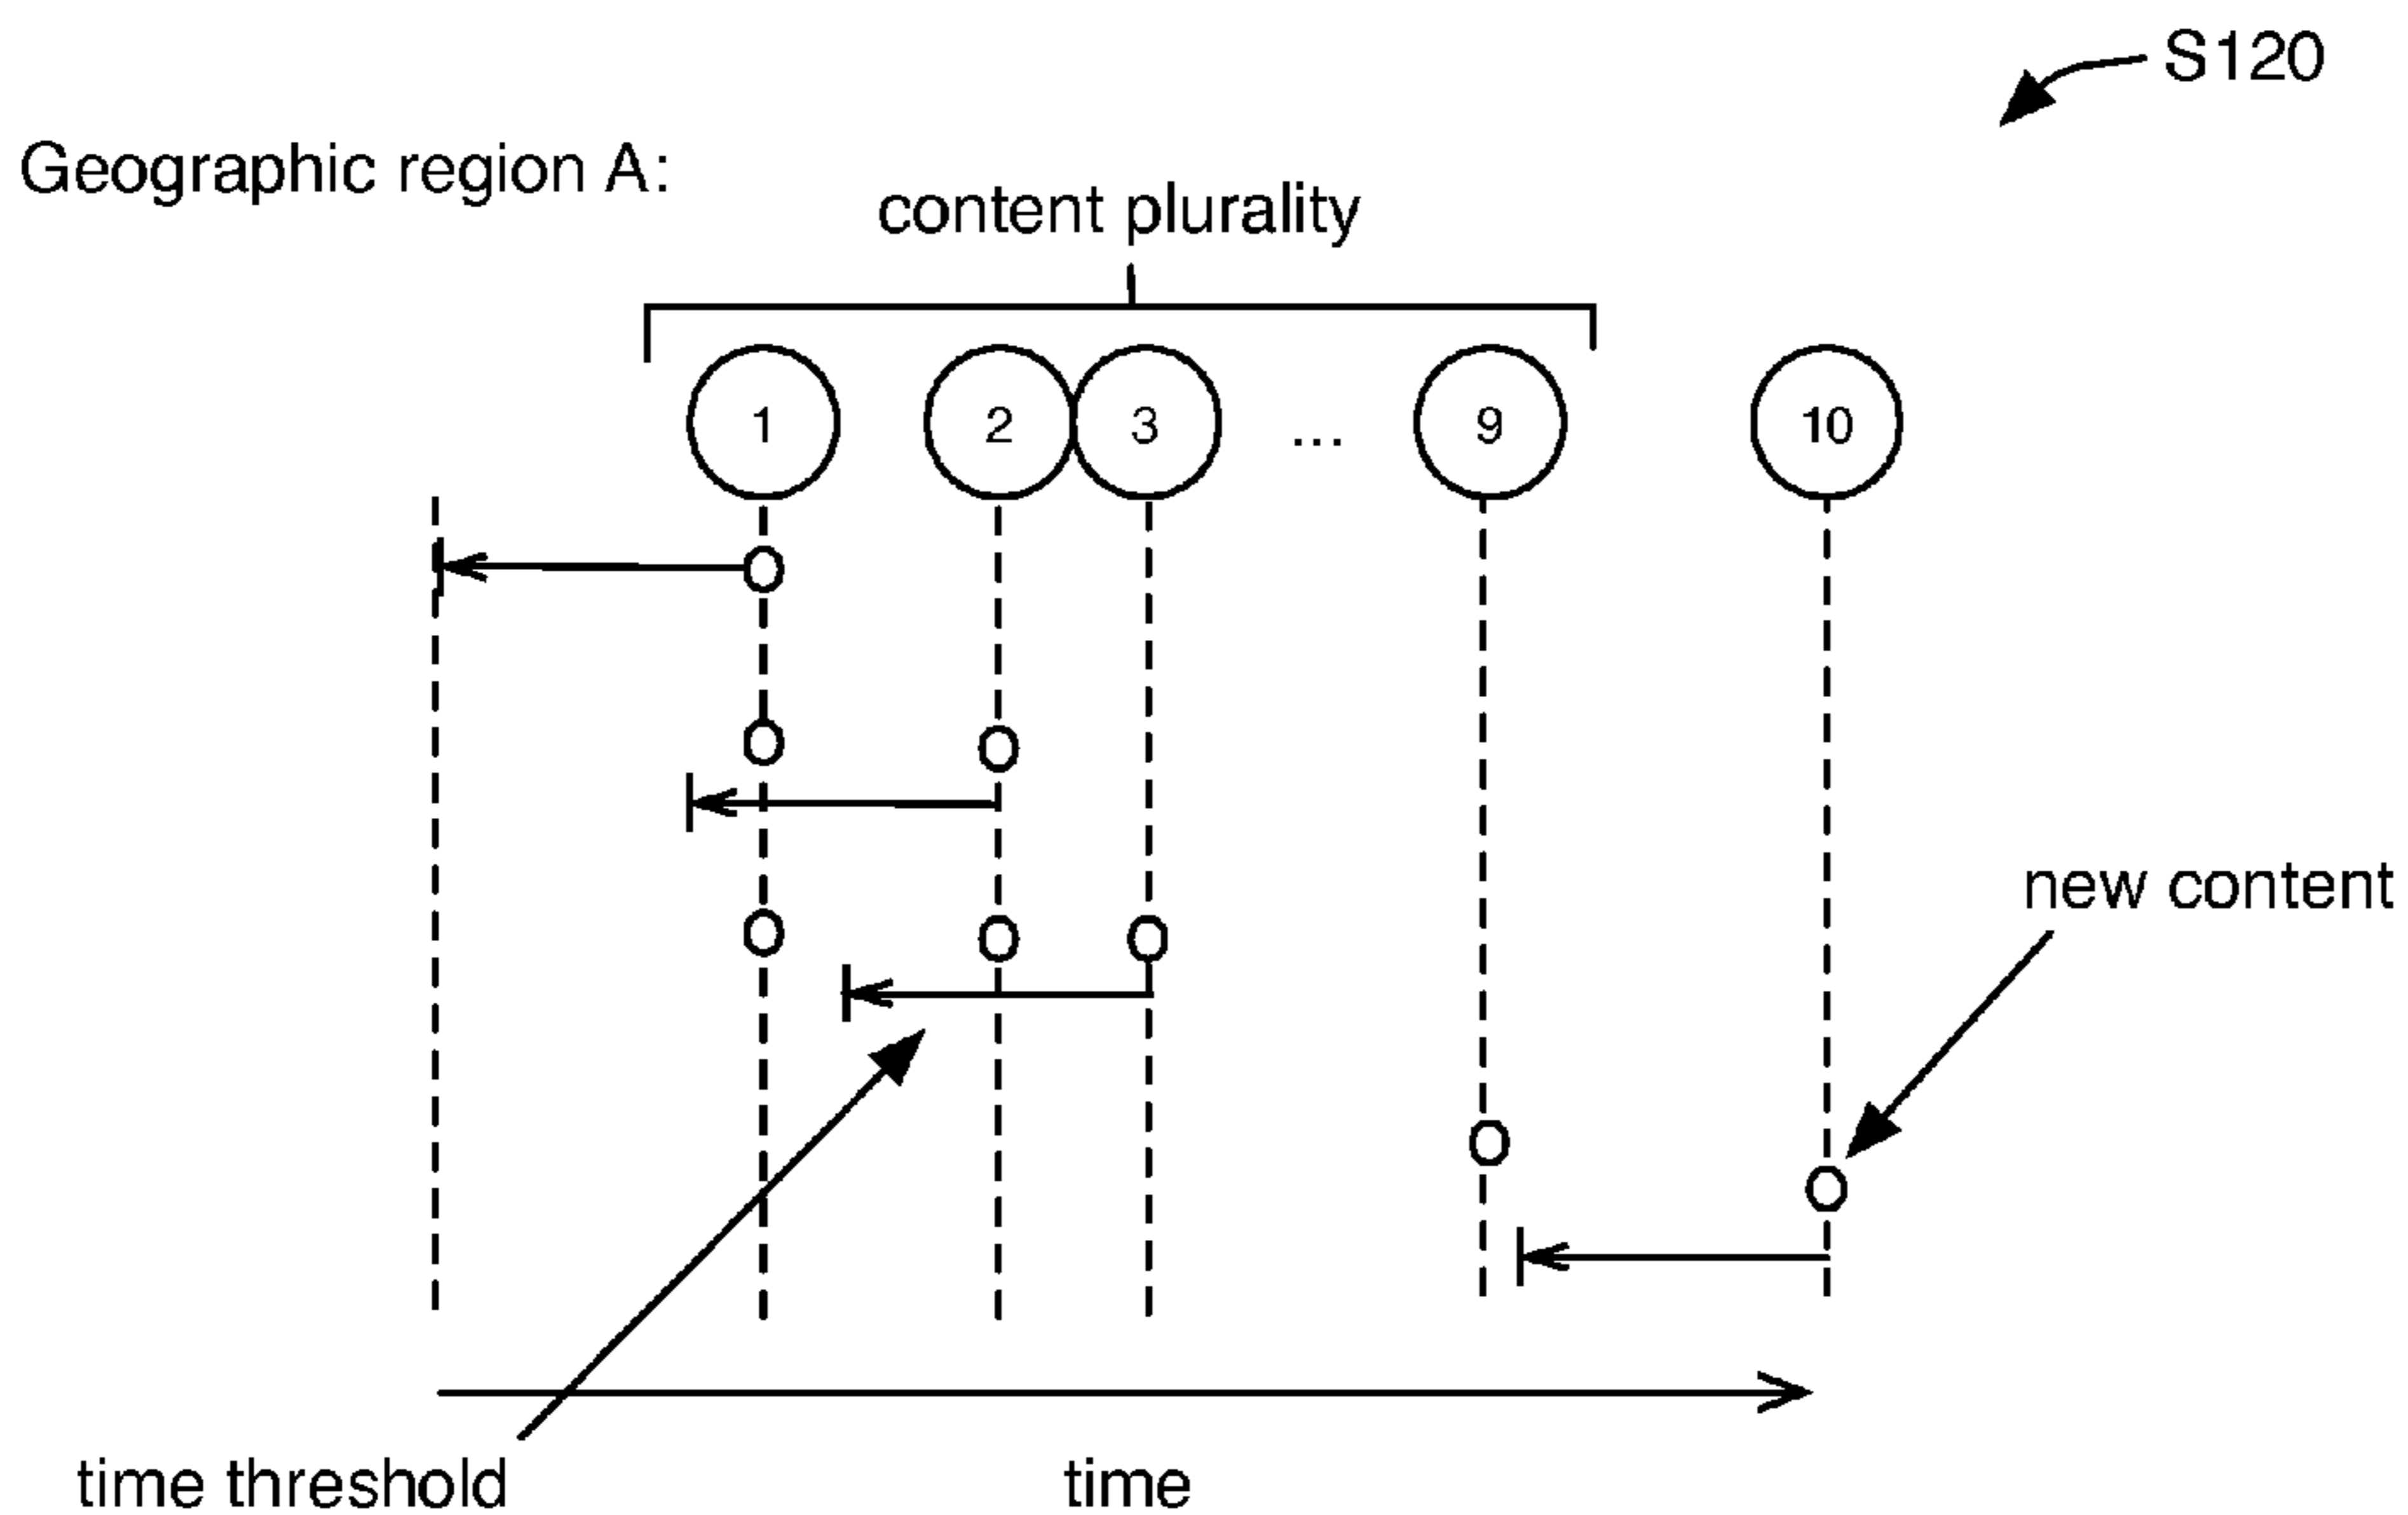 S120
Geographic region A:
content plurality
1 2 3 ... 9 10
new content
time threshold
time